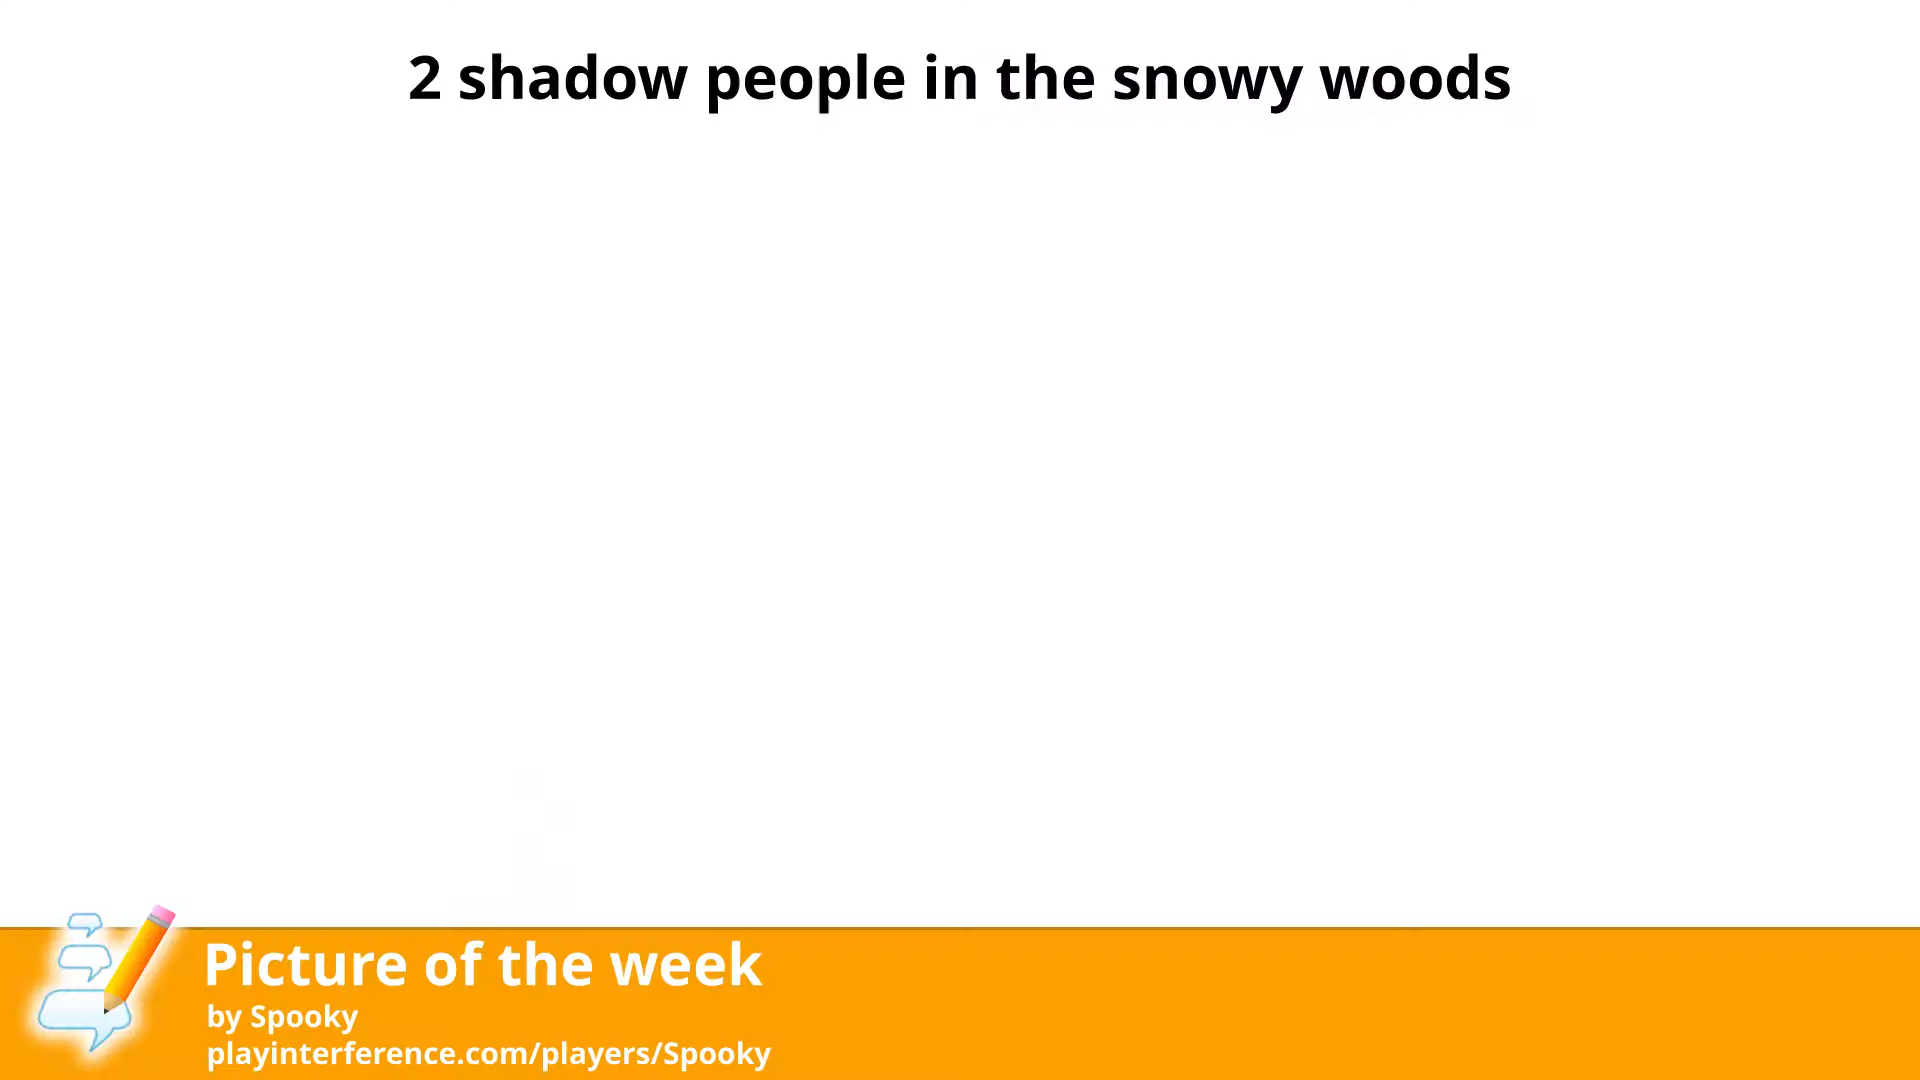 2 shadow people in the snowy woods
Picture of the week
by Spooky
playinterference.com/players/Spooky